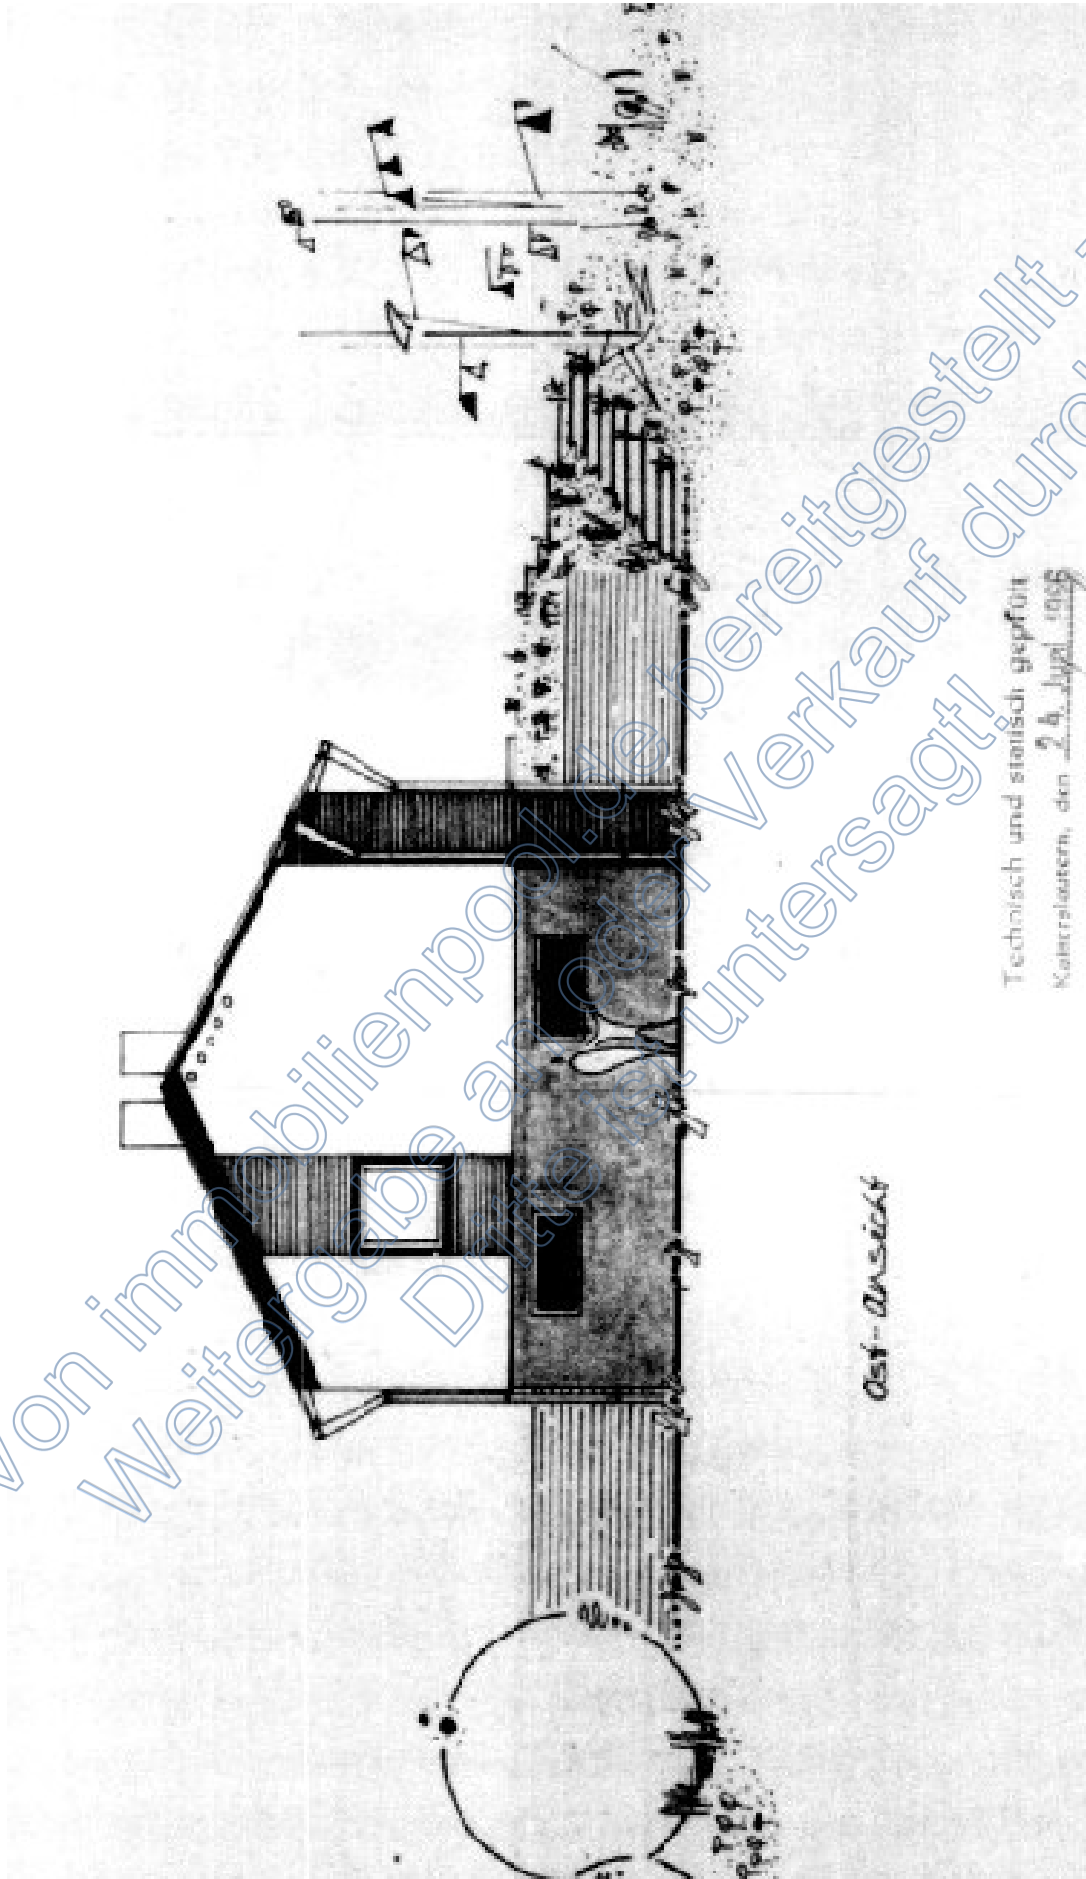 Von immobilienpool.de bereitgestellt -
Weitergabe an oder Verkauf durch
Dritte ist untersagt!
Ost-Ansicht
Technisch und statisch geprüft
Kaiserslautern, den 24. Juni